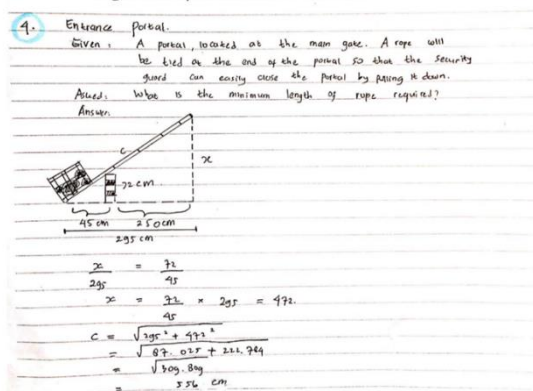 4. Entrance portal.
Given : A portal, located at the main gate. A rope will
be tied at the end of the portal so that the security
guard can easily close the portal by pulling it down.
Asked : What is the minimum length of rope required?
Answer:
c
x
72 cm
45 cm 250 cm
295 cm
x/295 = 72/45
x = 72/45 × 295 = 472.
c = √295² + 472²
= √87.025 + 222.784
= √309.809
= 556 cm